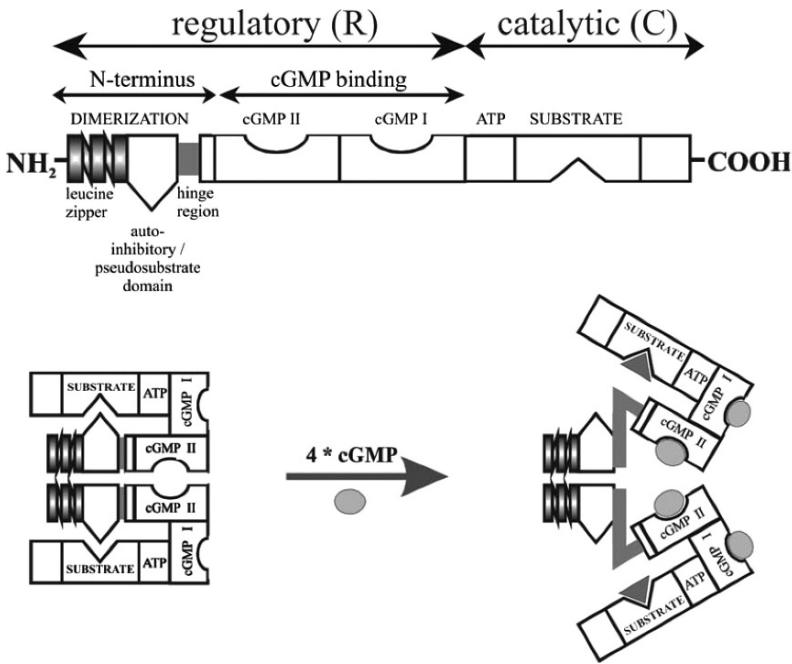 regulatory (R) catalytic (C)
N-terminus cGMP binding
DIMERIZATION cGMP II cGMP I ATP SUBSTRATE
NH2 COOH
leucine
zipper
hinge
region
auto-
inhibitory /
pseudosubstrate
domain
SUBSTRATE ATP cGMP I
cGMP II
cGMP II
SUBSTRATE ATP cGMP I
4 * cGMP
SUBSTRATE
ATP
cGMP I
cGMP II
cGMP II
cGMP I
ATP
SUBSTRATE